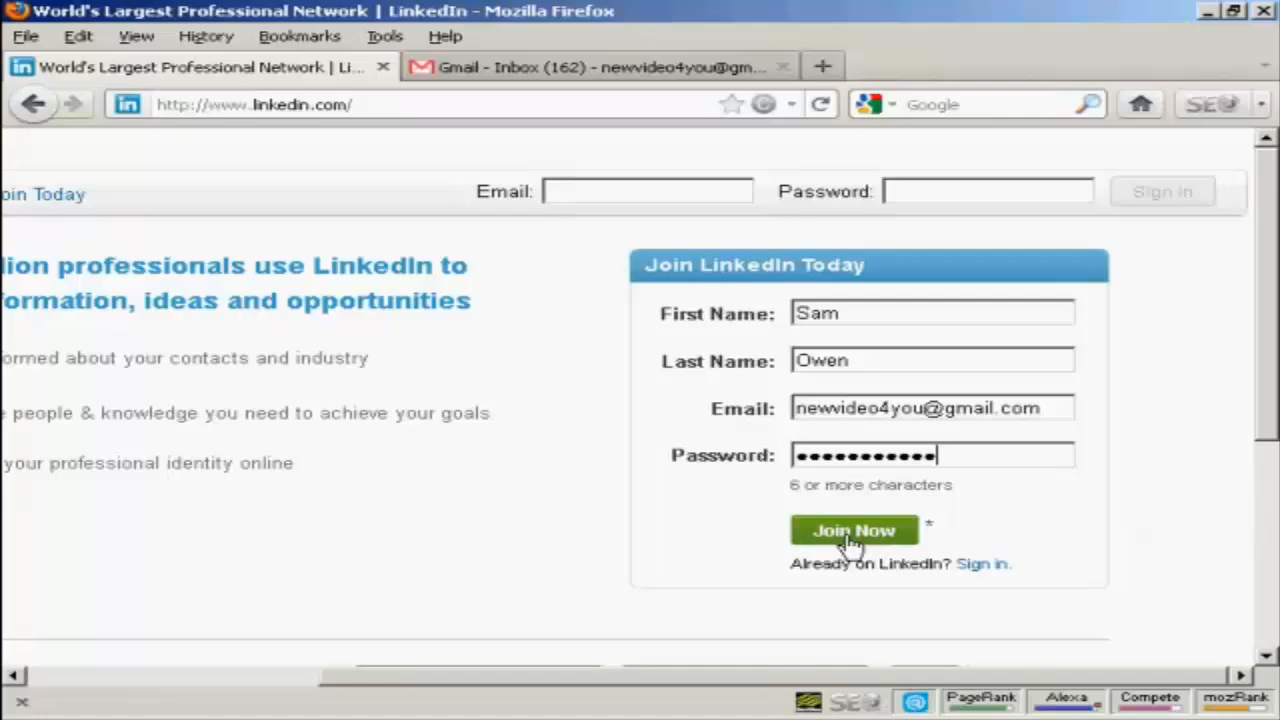 World's Largest Professional Network | LinkedIn - Mozilla Firefox
File Edit View History Bookmarks Tools Help
in World's Largest Professional Network | Li... × Gmail - Inbox (162) - newvideo4you@gm... × +
in http://www.linkedin.com/ Google SEO
oin Today Email: Password: Sign In
lion professionals use LinkedIn to
formation, ideas and opportunities
ormed about your contacts and industry
e people & knowledge you need to achieve your goals
your professional identity online
Join LinkedIn Today
First Name: Sam
Last Name: Owen
Email: newvideo4you@gmail.com
Password: •••••••••••
6 or more characters
Join Now *
Already on LinkedIn? Sign in.
× SEO PageRank Alexa Compete mozRank